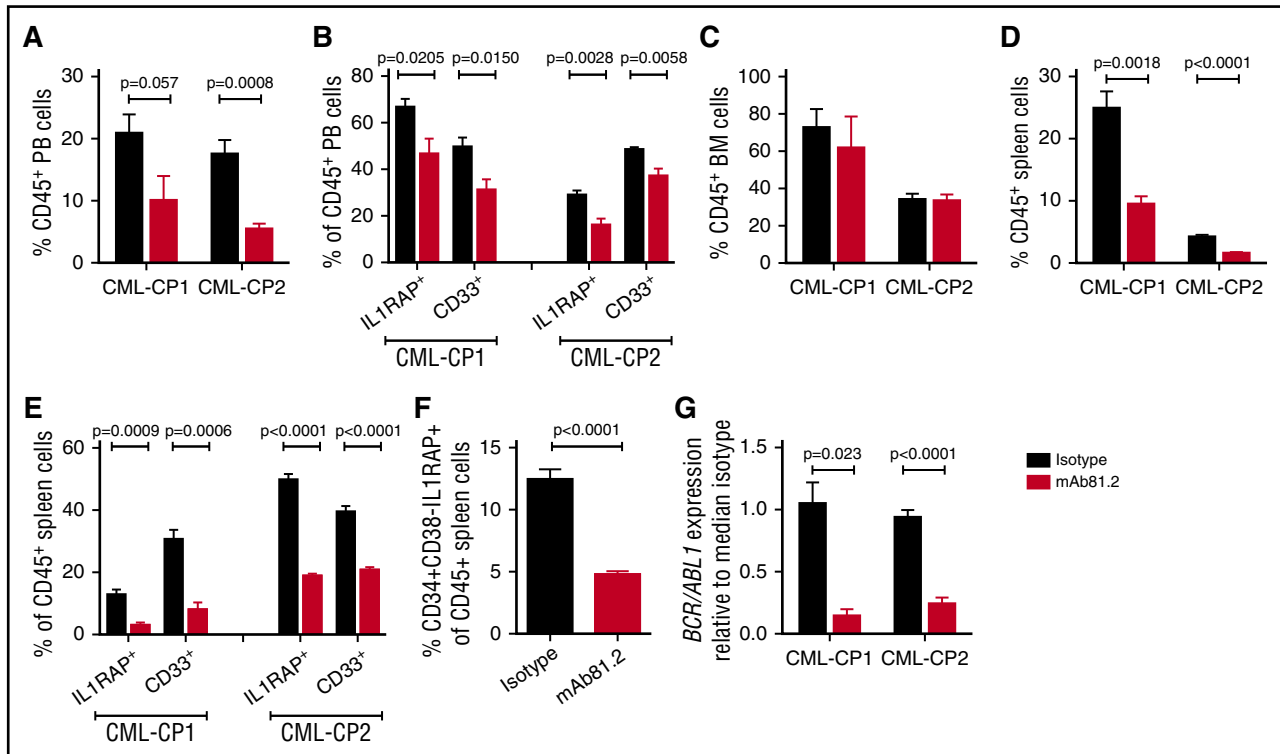 A
% CD45+ PB cells
30
20
10
0
p=0.057
p=0.0008
CML-CP1
CML-CP2
B
% of CD45+ PB cells
80
60
40
20
0
p=0.0205
p=0.0150
p=0.0028
p=0.0058
IL1RAP+
CD33+
IL1RAP+
CD33+
CML-CP1
CML-CP2
C
% CD45+ BM cells
100
80
60
40
20
0
CML-CP1
CML-CP2
D
% CD45+ spleen cells
30
20
10
0
p=0.0018
p<0.0001
CML-CP1
CML-CP2
E
% of CD45+ spleen cells
60
40
20
0
p=0.0009
p=0.0006
p<0.0001
p<0.0001
IL1RAP+
CD33+
IL1RAP+
CD33+
CML-CP1
CML-CP2
F
% CD34+CD38-IL1RAP+
of CD45+ spleen cells
15
10
5
0
p<0.0001
Isotype
mAb81.2
G
BCR/ABL1 expression
relative to median isotype
1.5
1.0
0.5
0.0
p=0.023
p<0.0001
CML-CP1
CML-CP2
Isotype
mAb81.2